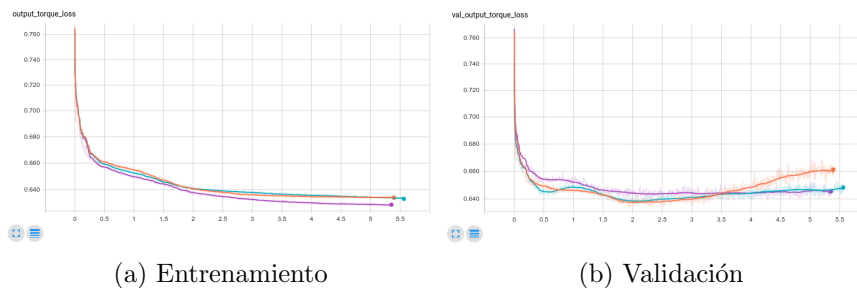 output_torque_loss
0.760
0.740
0.720
0.700
0.680
0.660
0.640
0 0.5 1 1.5 2 2.5 3 3.5 4 4.5 5 5.5
(a) Entrenamiento
val_output_torque_loss
0.760
0.740
0.720
0.700
0.680
0.660
0.640
0 0.5 1 1.5 2 2.5 3 3.5 4 4.5 5 5.5
(b) Validación